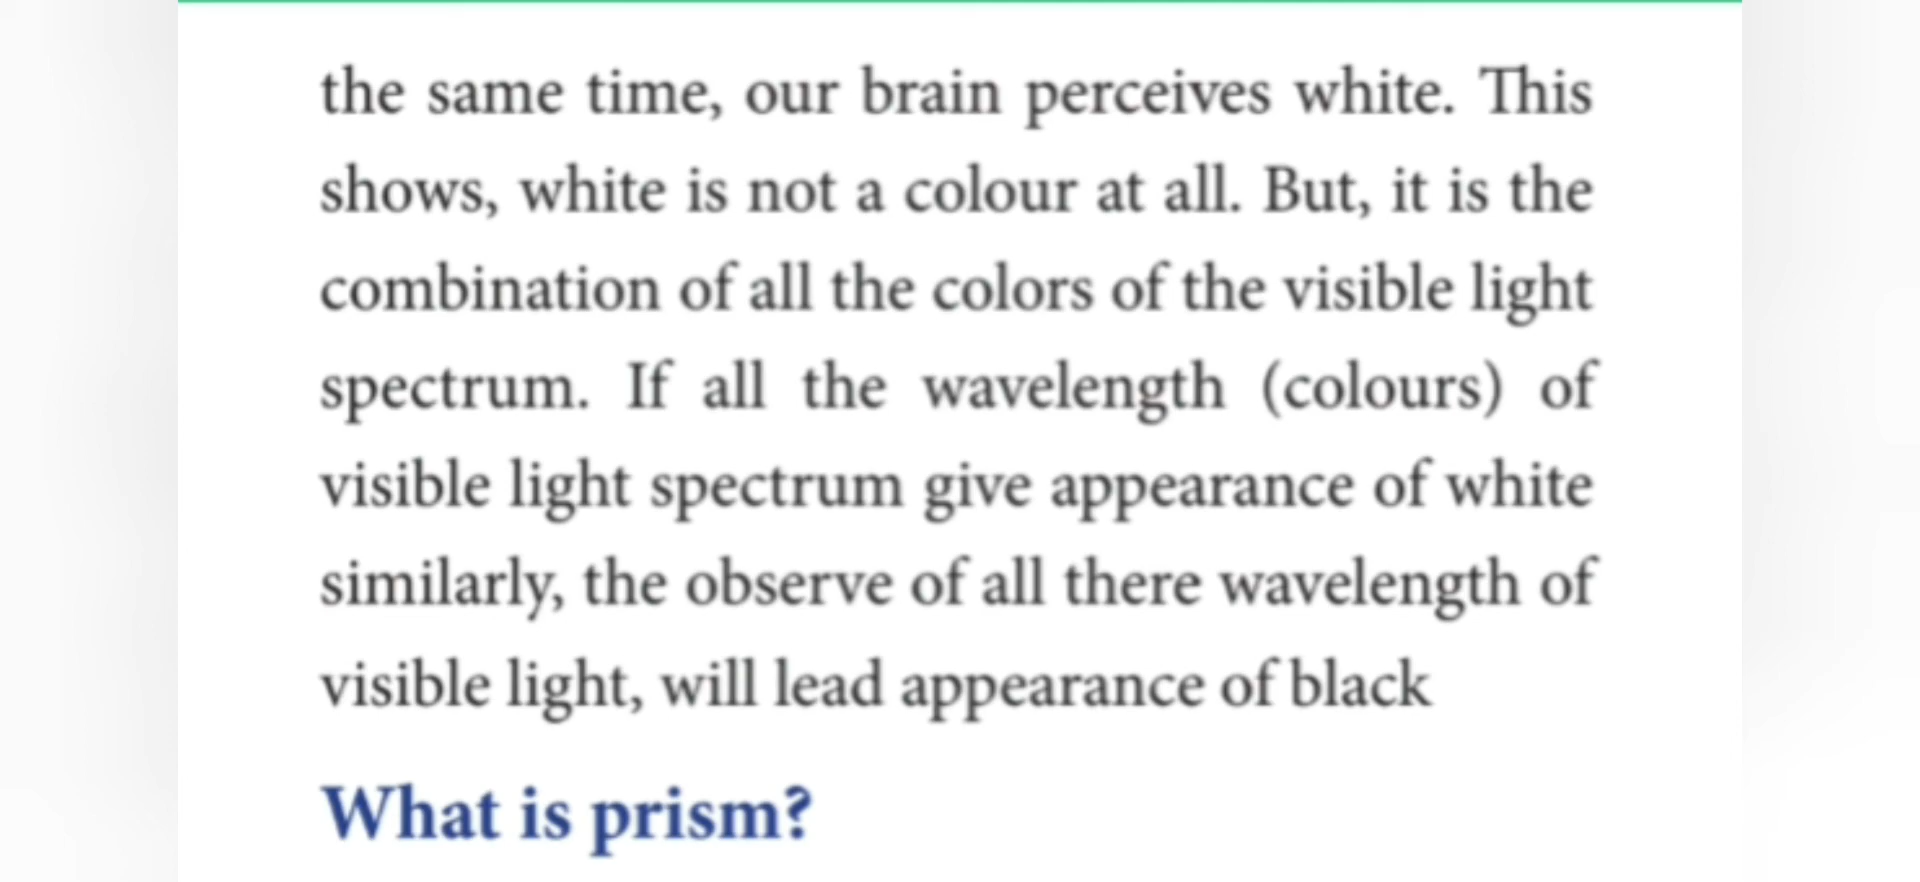 the same time, our brain perceives white. This
shows, white is not a colour at all. But, it is the
combination of all the colors of the visible light
spectrum. If all the wavelength (colours) of
visible light spectrum give appearance of white
similarly, the observe of all there wavelength of
visible light, will lead appearance of black
What is prism?